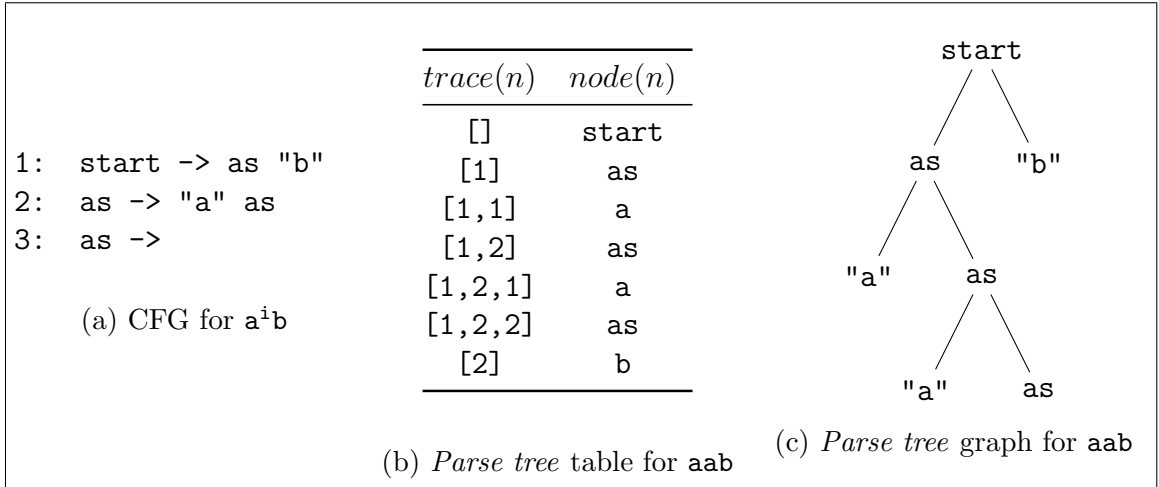 1: start -> as "b"
2: as -> "a" as
3: as ->
(a) CFG for aⁱb
trace(n) node(n)
[] start
[1] as
[1,1] a
[1,2] as
[1,2,1] a
[1,2,2] as
[2] b
(b) Parse tree table for aab
start
as "b"
"a" as
"a" as
(c) Parse tree graph for aab